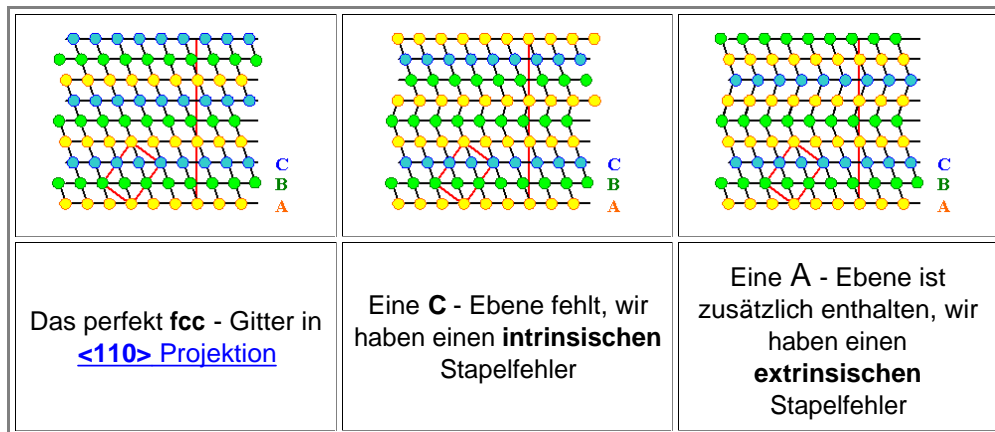 C
B
A
C
B
A
C
B
A
Das perfekt fcc - Gitter in
<110> Projektion
Eine C - Ebene fehlt, wir
haben einen intrinsischen
Stapelfehler
Eine A - Ebene ist
zusätzlich enthalten, wir
haben einen
extrinsischen
Stapelfehler